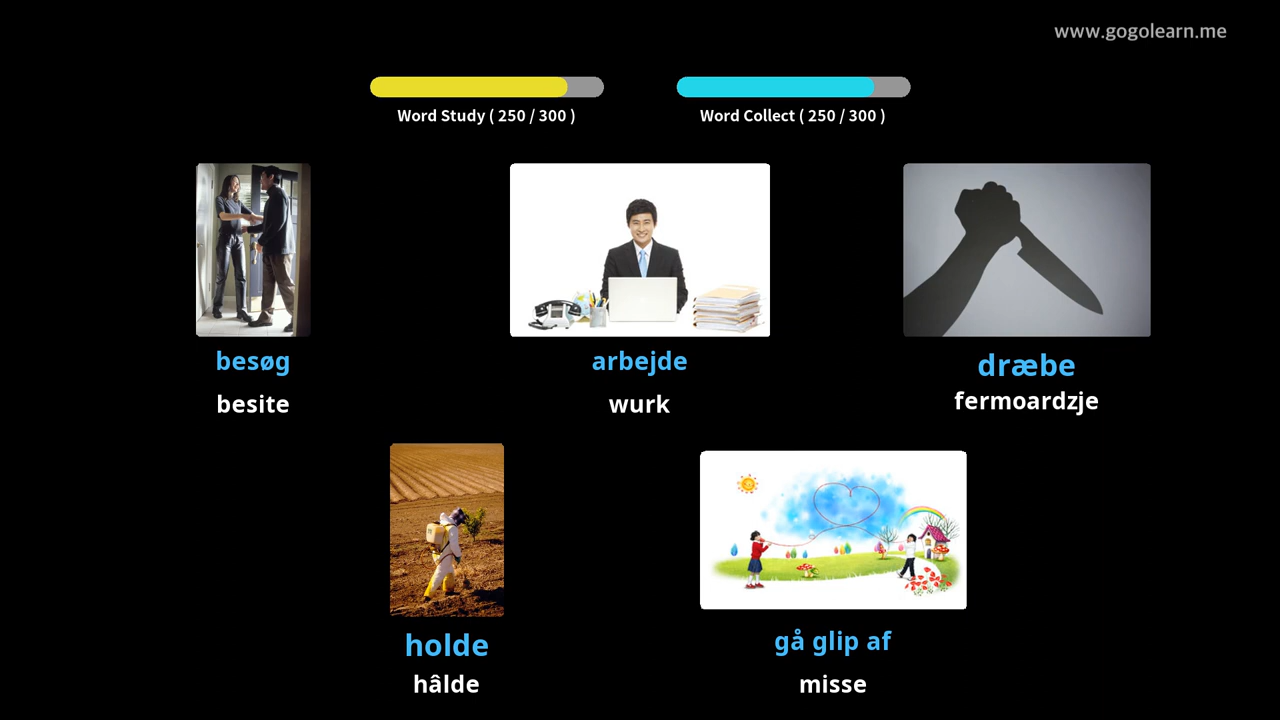 www.gogolearn.me
Word Study ( 250 / 300 )
Word Collect ( 250 / 300 )
besøg
arbejde
dræbe
besite
wurk
fermoardzje
holde
gå glip af
hâlde
misse